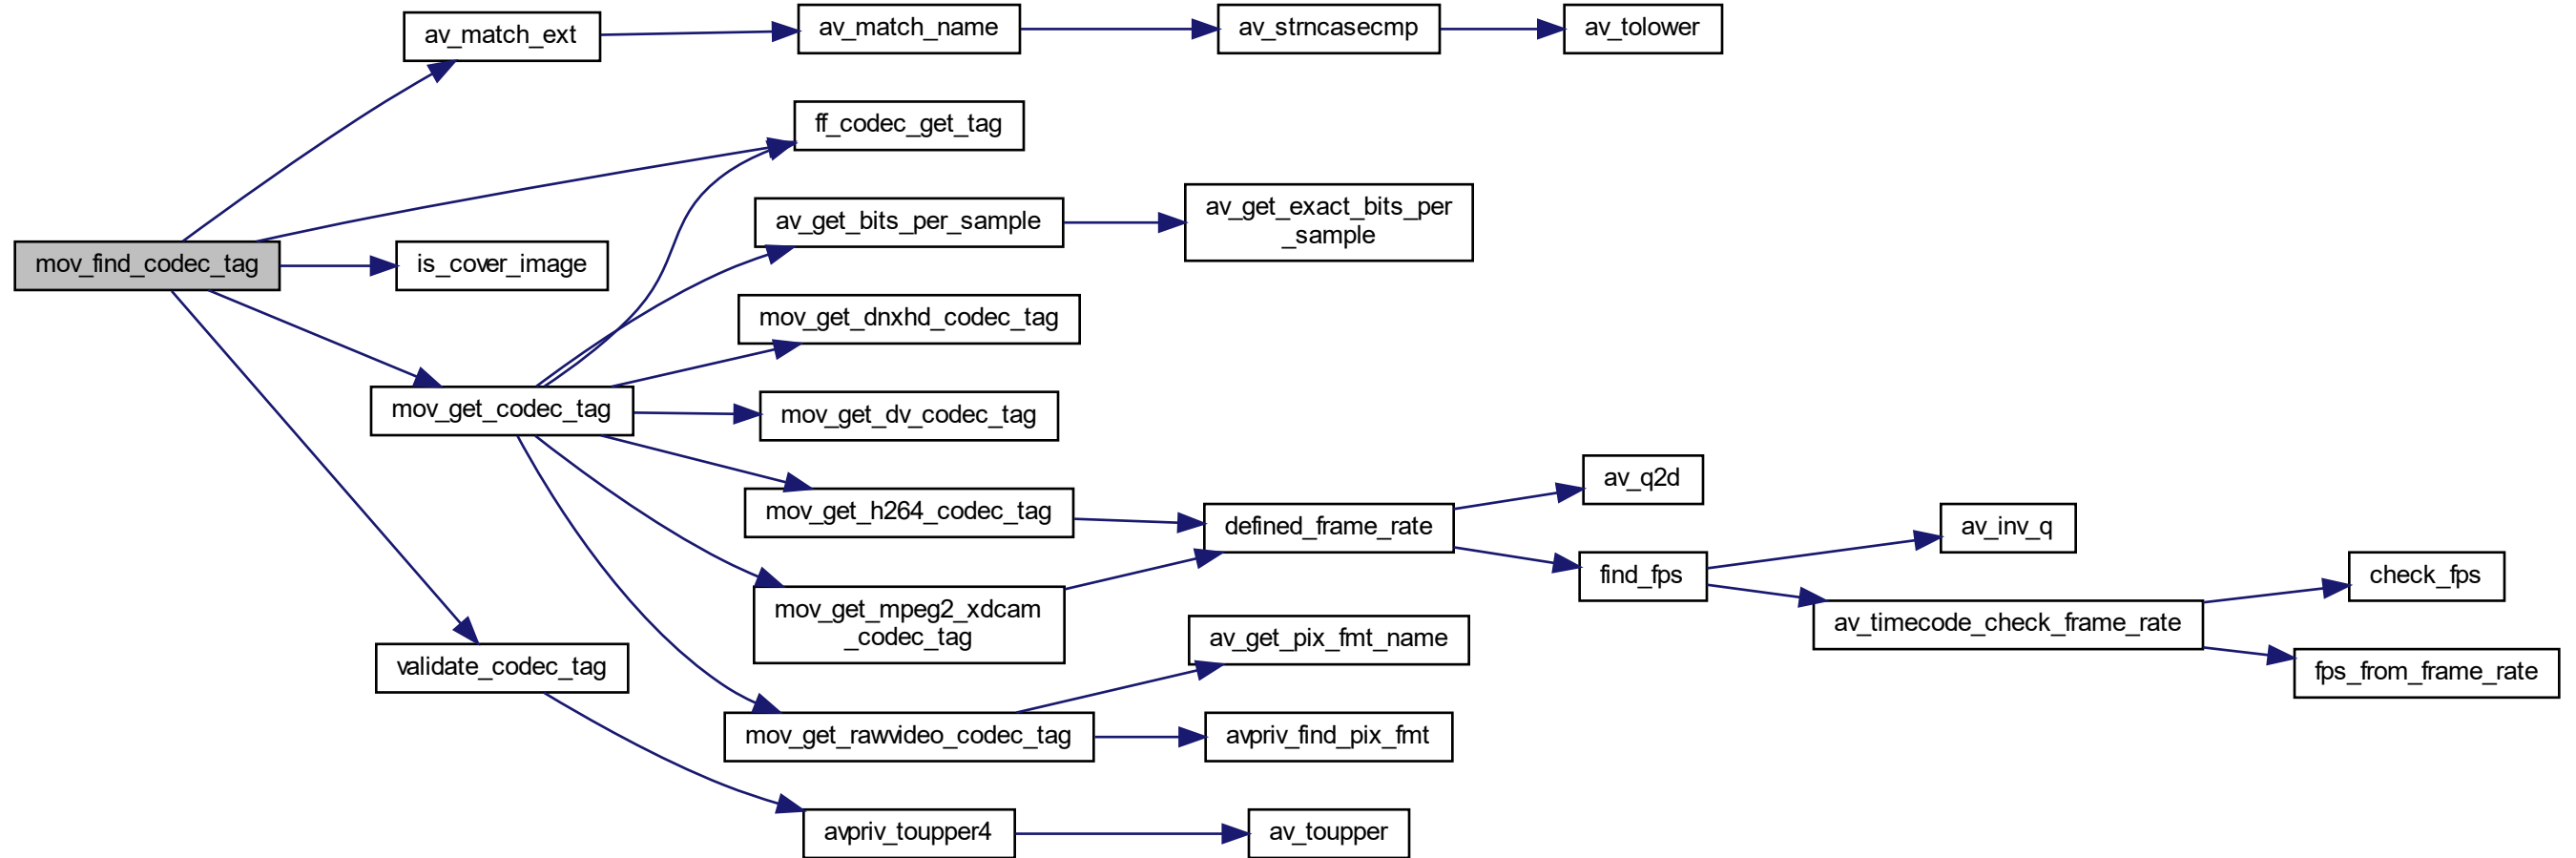 av_match_ext
av_match_name
av_strncasecmp
av_tolower
ff_codec_get_tag
mov_find_codec_tag
is_cover_image
av_get_bits_per_sample
av_get_exact_bits_per
_sample
mov_get_dnxhd_codec_tag
mov_get_codec_tag
mov_get_dv_codec_tag
mov_get_h264_codec_tag
defined_frame_rate
av_q2d
find_fps
av_inv_q
av_timecode_check_frame_rate
check_fps
fps_from_frame_rate
mov_get_mpeg2_xdcam
_codec_tag
validate_codec_tag
av_get_pix_fmt_name
mov_get_rawvideo_codec_tag
avpriv_find_pix_fmt
avpriv_toupper4
av_toupper